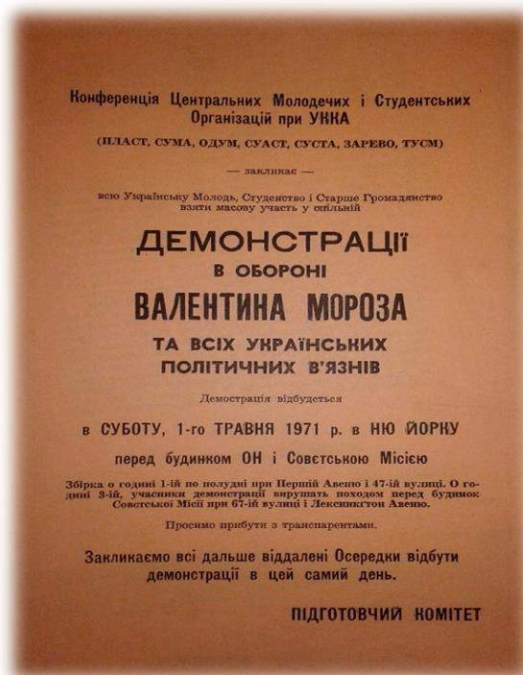 Конференція Центральних Молодечих і Студентських
Організацій при УККА
(ПЛАСТ, СУМА, ОДУМ, СУАСТ, СУСТА, ЗАРЕВО, ТУСМ)
— закликає —
всю Українську Молодь, Студенство і Старше Громадянство
взяти масову участь у спільній
ДЕМОНСТРАЦІЇ
В ОБОРОНІ
ВАЛЕНТИНА МОРОЗА
ТА ВСІХ УКРАЇНСЬКИХ
ПОЛІТИЧНИХ В'ЯЗНІВ
Демострація відбудеться
в СУБОТУ, 1-го ТРАВНЯ 1971 р. в НЮ ЙОРКУ
перед будинком ОН і Совєтською Місією
Збірка о годині 1-ій по полудні при Першій Авеню і 47-ій вулиці. О го-
дині 3-ій, учасники демонстрації вирушать походом перед будинок
Совєтської Місії при 67-ій вулиці і Лексинктон Авеню.
Просимо прибути з транспарентами.
Закликаємо всі дальше віддалені Осередки відбути
демонстрації в цей самий день.
ПІДГОТОВЧИЙ КОМІТЕТ